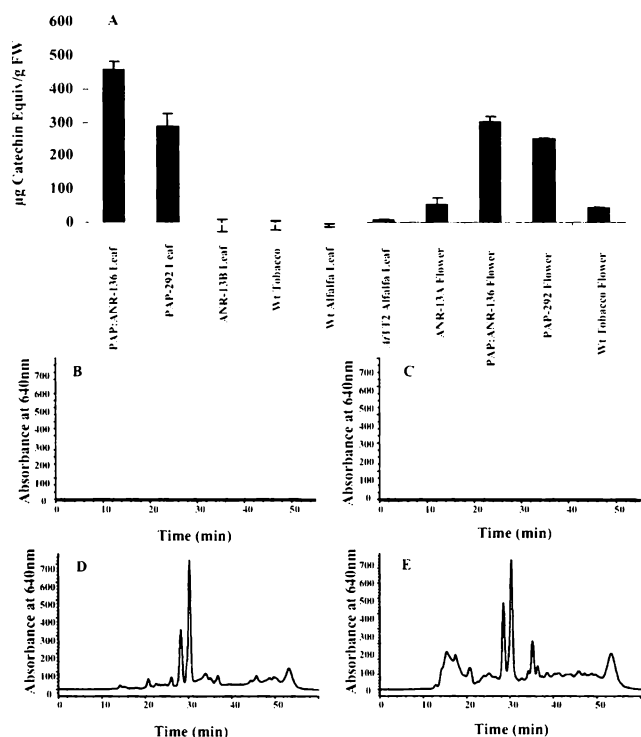 A
600
500
400
300
200
100
0
µg Catechin Equiv/g FW
PAP:ANR-136 Leaf
PAP-292 Leaf
ANR-13B Leaf
Wt Tobacco
Wt Alfalfa Leaf
TT2 Alfalfa Leaf
ANR-13A Flower
PAP:ANR-136 Flower
PAP-292 Flower
Wt Tobacco Flower
B
Absorbance at 640nm
700
600
500
400
300
200
100
0
0 10 20 30 40 50
Time (min)
C
Absorbance at 640nm
700
600
500
400
300
200
100
0
0 10 20 30 40 50
Time (min)
D
Absorbance at 640nm
700
600
500
400
300
200
100
0
0 10 20 30 40 50
Time (min)
E
Absorbance at 640nm
700
600
500
400
300
200
100
0
0 10 20 30 40 50
Time (min)